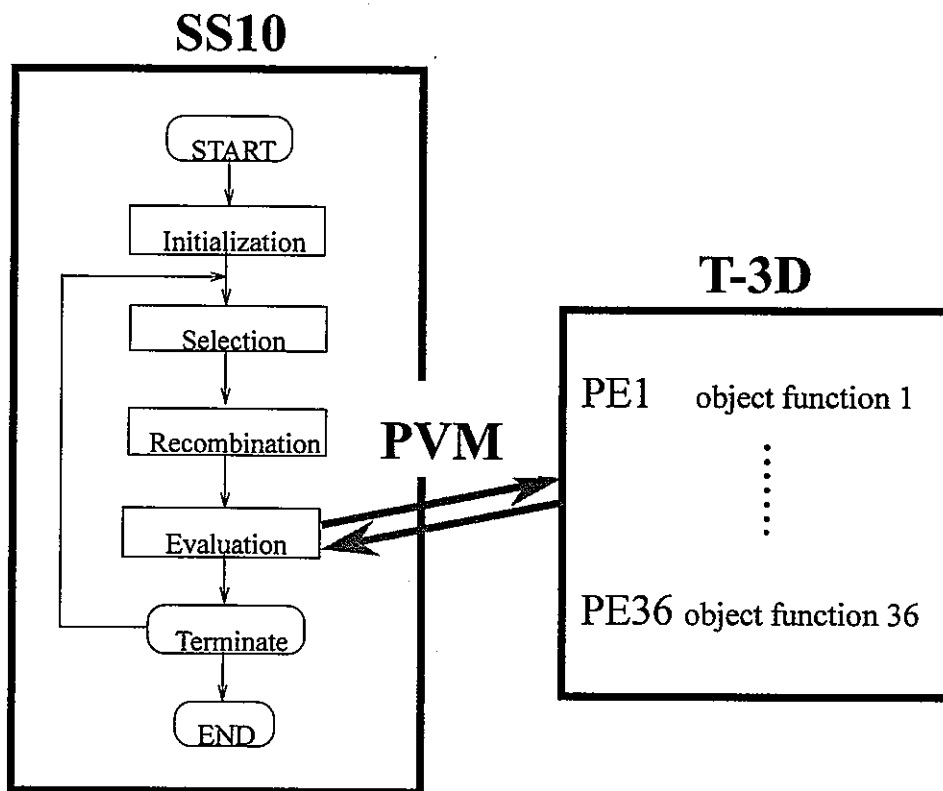 SS10
START
Initialization
Selection
Recombination
Evaluation
Terminate
END
PVM
T-3D
PE1 object function 1
PE36 object function 36